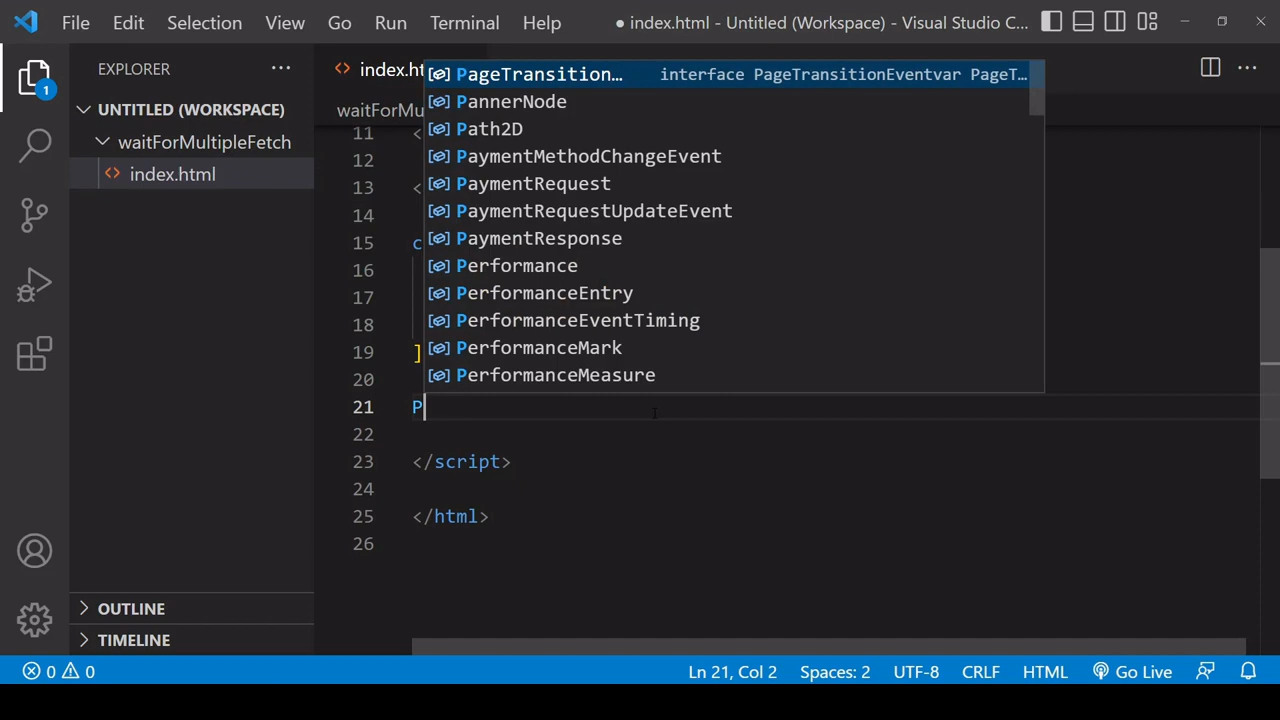 File Edit Selection View Go Run Terminal Help ● index.html - Untitled (Workspace) - Visual Studio C...
EXPLORER ...
1
UNTITLED (WORKSPACE)
waitForMultipleFetch
<> index.html
OUTLINE
TIMELINE
<> index.ht
waitForMu
PageTransition... interface PageTransitionEventvar PageT...
PannerNode
Path2D
PaymentMethodChangeEvent
PaymentRequest
PaymentRequestUpdateEvent
PaymentResponse
Performance
PerformanceEntry
PerformanceEventTiming
PerformanceMark
PerformanceMeasure
11 <
12
13 <
14
15 c
16
17
18
19 ]
20
21 P
22
23 </script>
24
25 </html>
26
0 0 Ln 21, Col 2 Spaces: 2 UTF-8 CRLF HTML Go Live